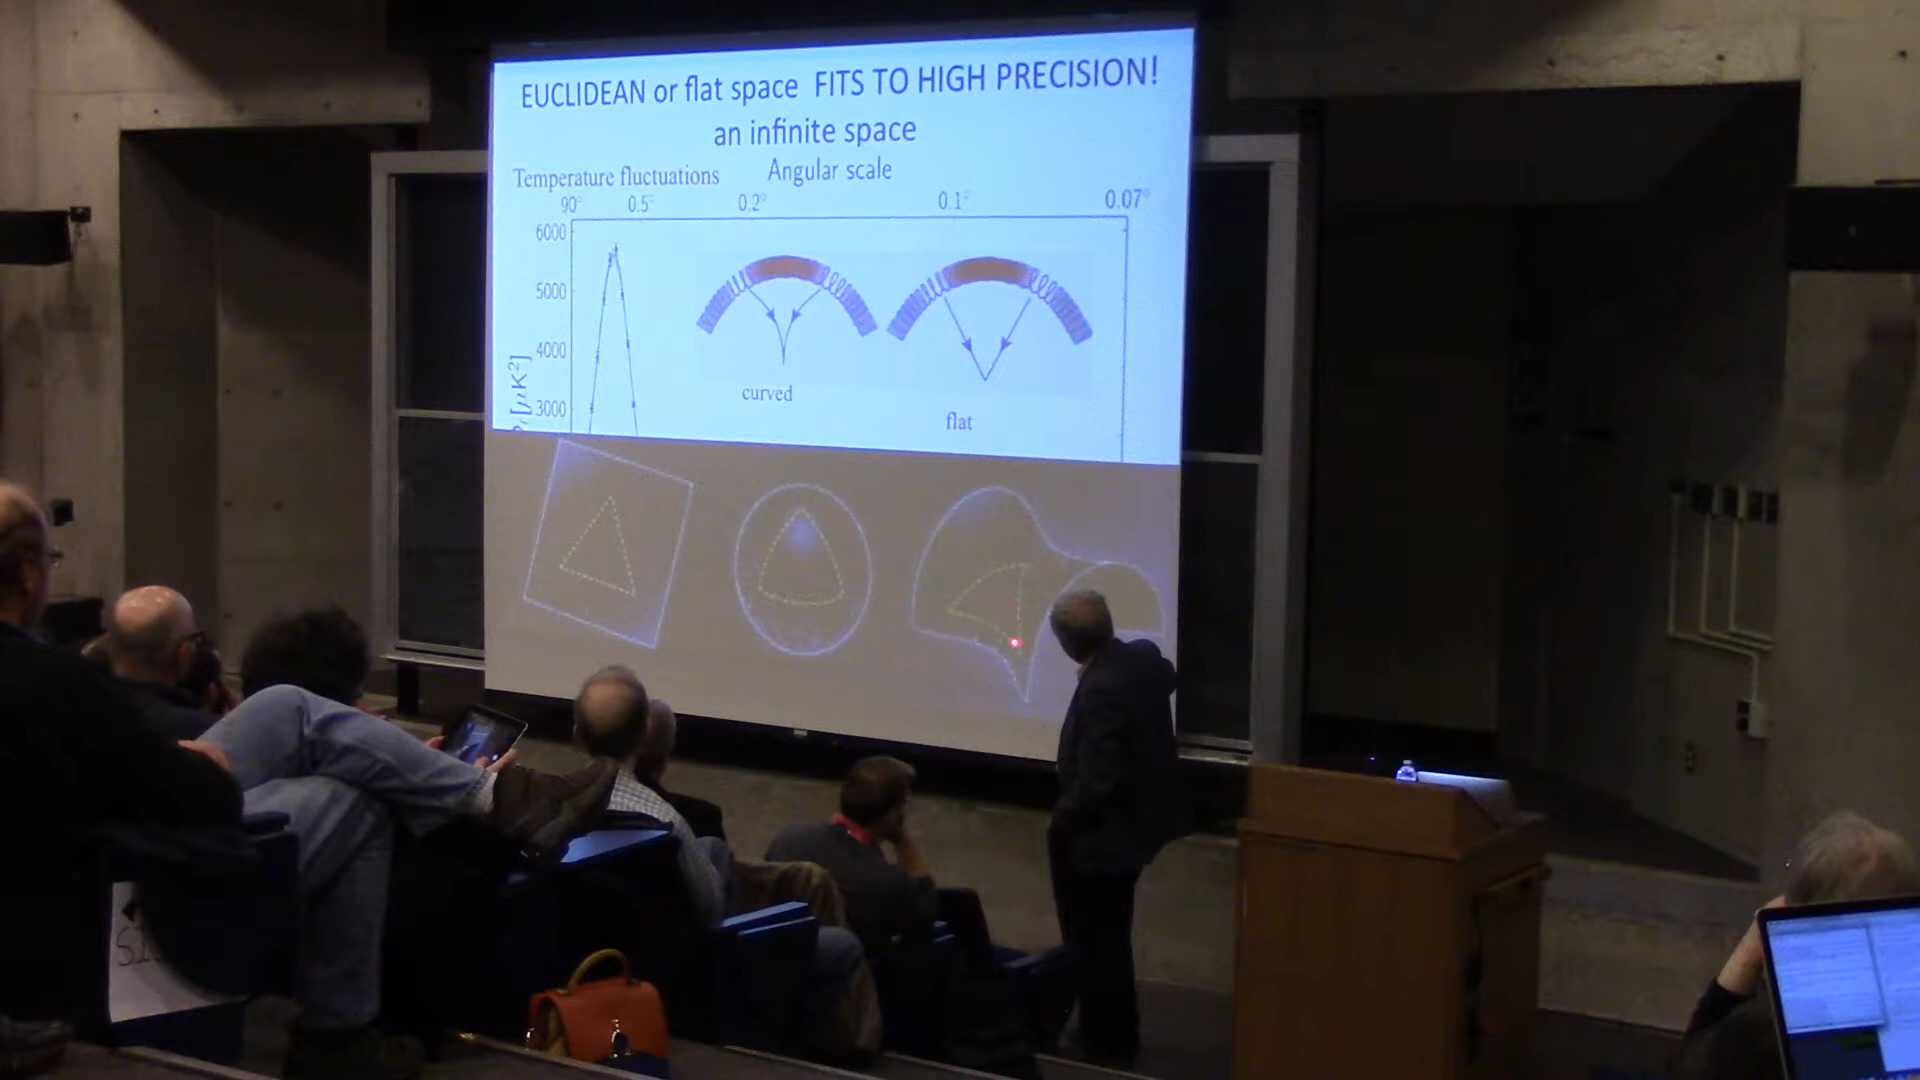 EUCLIDEAN or flat space FITS TO HIGH PRECISION!
an infinite space
Temperature fluctuations Angular scale
90° 0.5° 0.2° 0.1° 0.07°
6000
5000
4000
3000
[μK²]
curved
flat